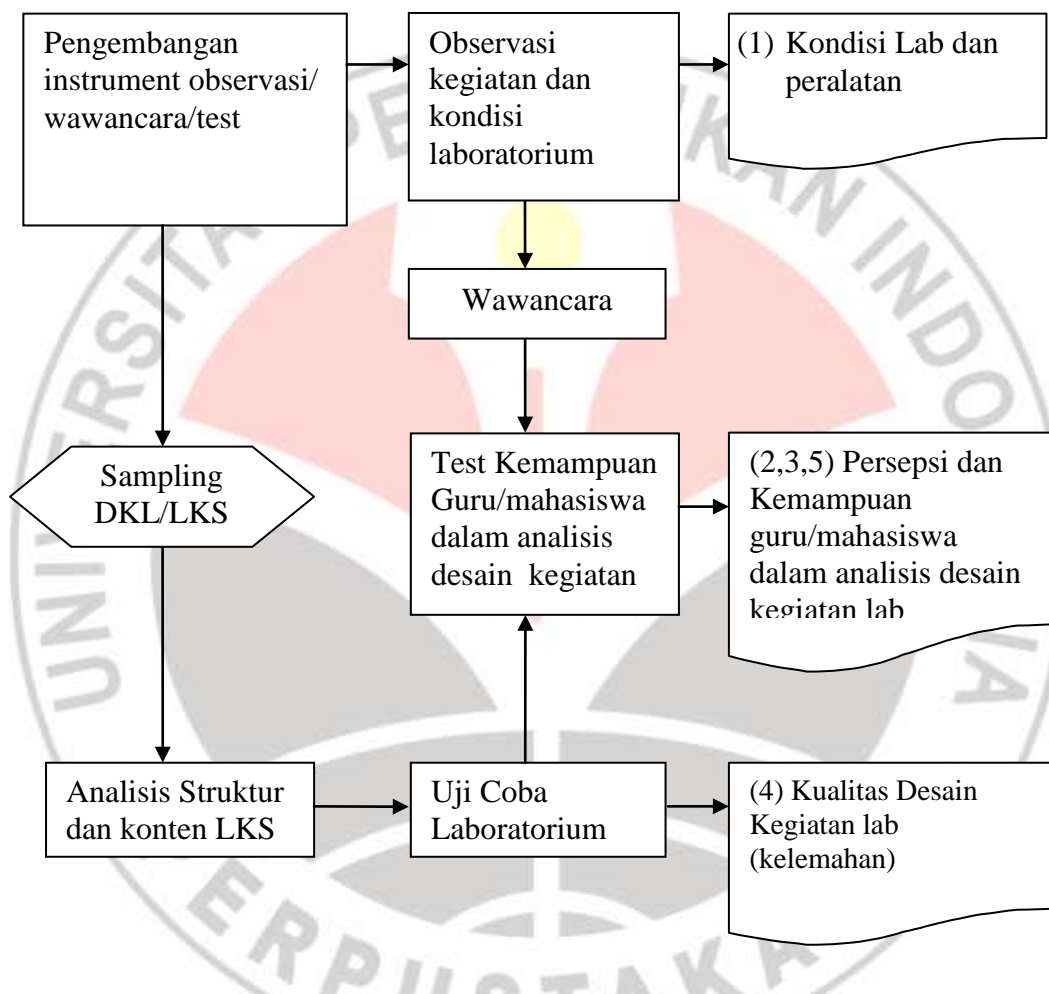 Pengembangan
instrument observasi/
wawancara/test
Observasi
kegiatan dan
kondisi
laboratorium
(1) Kondisi Lab dan
peralatan
Wawancara
Sampling
DKL/LKS
Test Kemampuan
Guru/mahasiswa
dalam analisis
desain kegiatan
(2,3,5) Persepsi dan
Kemampuan
guru/mahasiswa
dalam analisis desain
kegiatan lab
Analisis Struktur
dan konten LKS
Uji Coba
Laboratorium
(4) Kualitas Desain
Kegiatan lab
(kelemahan)